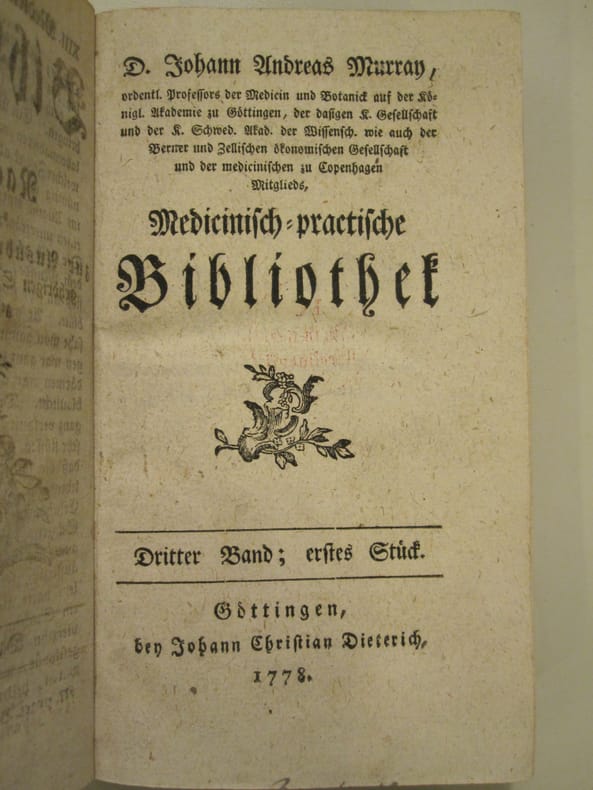 D. Johann Andreas Murray,
ordentl. Professors der Medicin und Botanick auf der Kö-
nigl. Akademie zu Göttingen, der dasigen K. Gesellschaft
und der K. Schwed. Akad. der Wissensch. wie auch der
Berner und Zellischen ökonomischen Gesellschaft
und der medicinischen zu Copenhagen
Mitglieds,
Medicinisch-practische
Bibliothek
Dritter Band; erstes Stück.
Göttingen,
bey Johann Christian Dieterich,
1778.